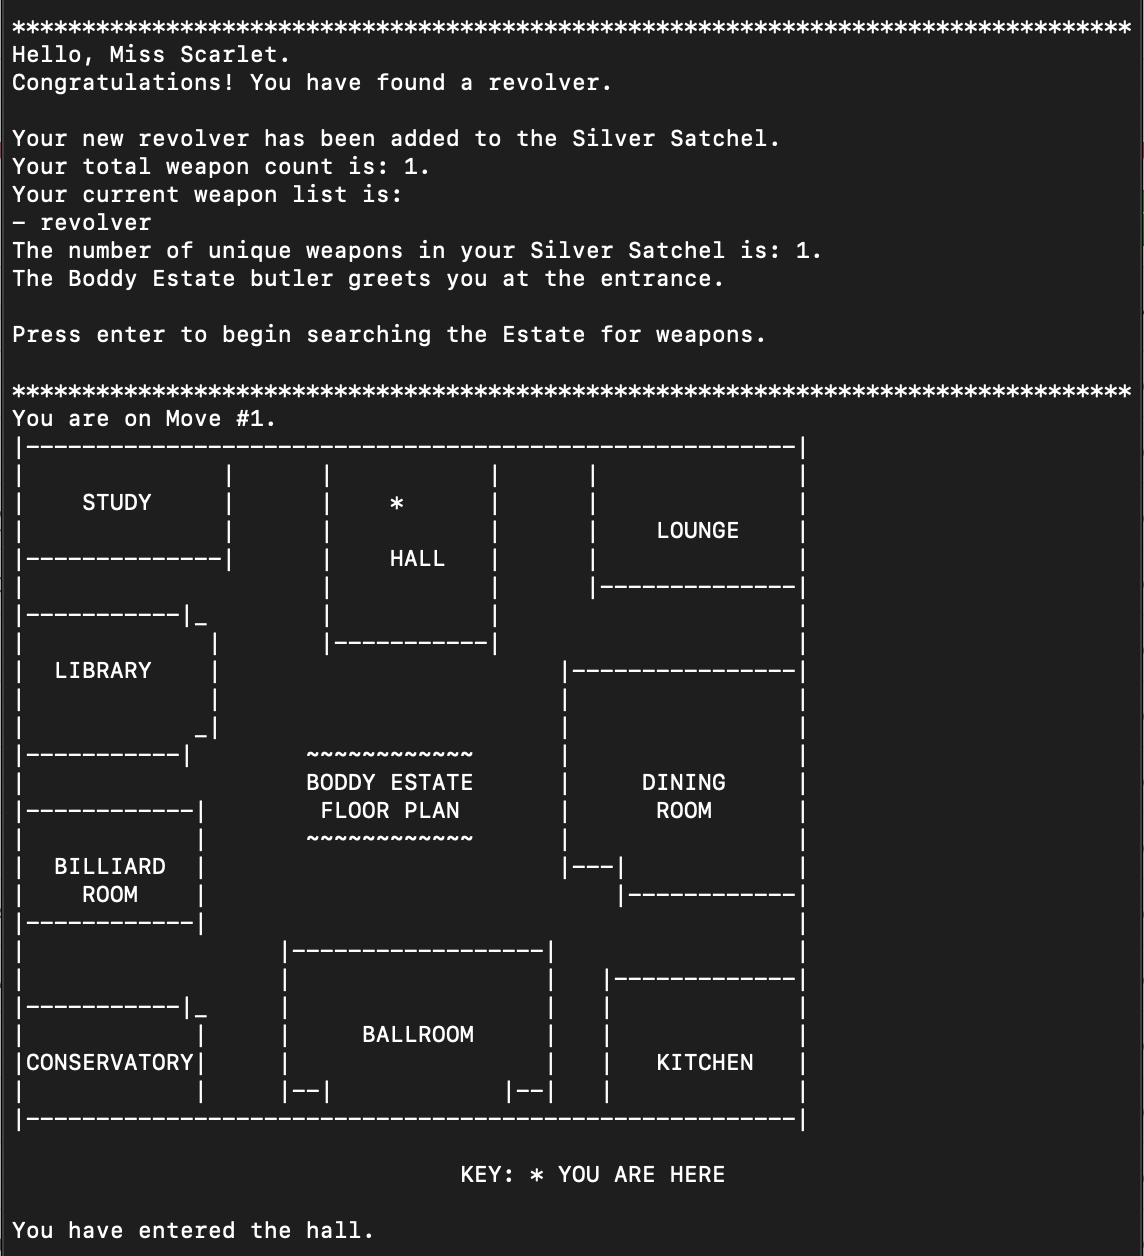 ********************************************************************************
Hello, Miss Scarlet.
Congratulations! You have found a revolver.
Your new revolver has been added to the Silver Satchel.
Your total weapon count is: 1.
Your current weapon list is:
- revolver
The number of unique weapons in your Silver Satchel is: 1.
The Boddy Estate butler greets you at the entrance.
Press enter to begin searching the Estate for weapons.
********************************************************************************
You are on Move #1.
STUDY *
LOUNGE
HALL
LIBRARY
~~~~~~~~~~~~
BODDY ESTATE DINING
FLOOR PLAN ROOM
~~~~~~~~~~~~
BILLIARD
ROOM
BALLROOM
CONSERVATORY KITCHEN
KEY: * YOU ARE HERE
You have entered the hall.